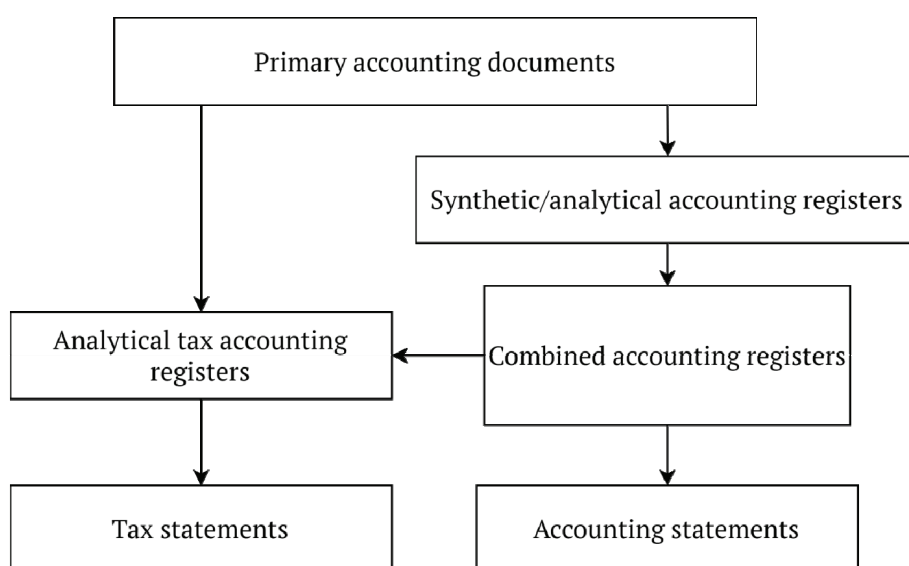 Primary accounting documents
Synthetic/analytical accounting registers
Analytical tax accounting
registers
Combined accounting registers
Tax statements
Accounting statements